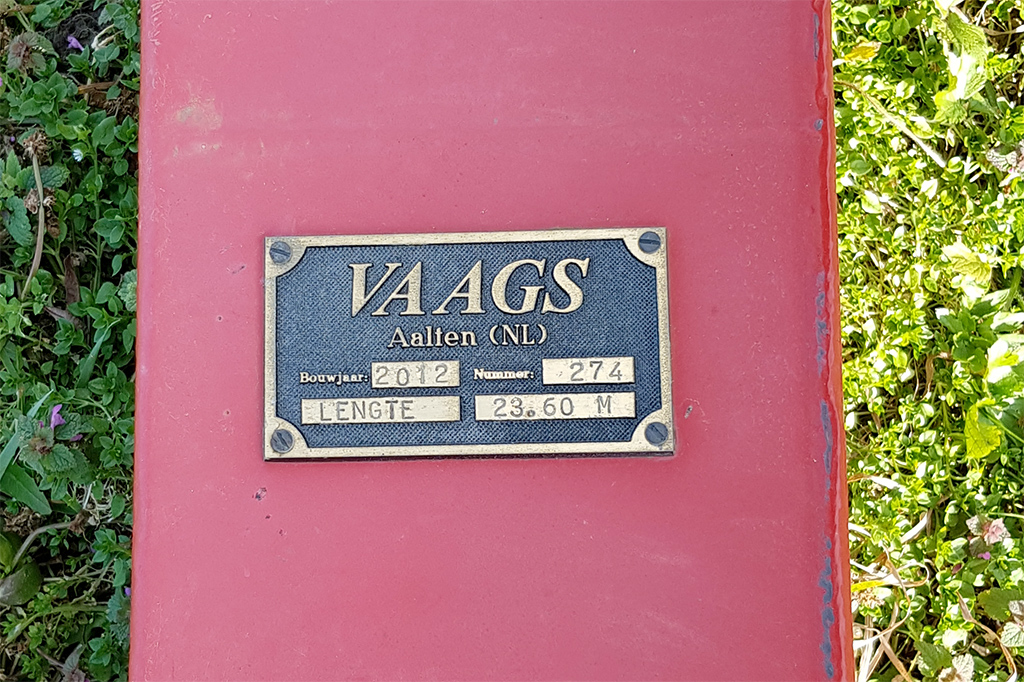 VAAGS
Aalten (NL)
Bouwjaar: 2012 Nummer: 274
LENGTE 23.60 M